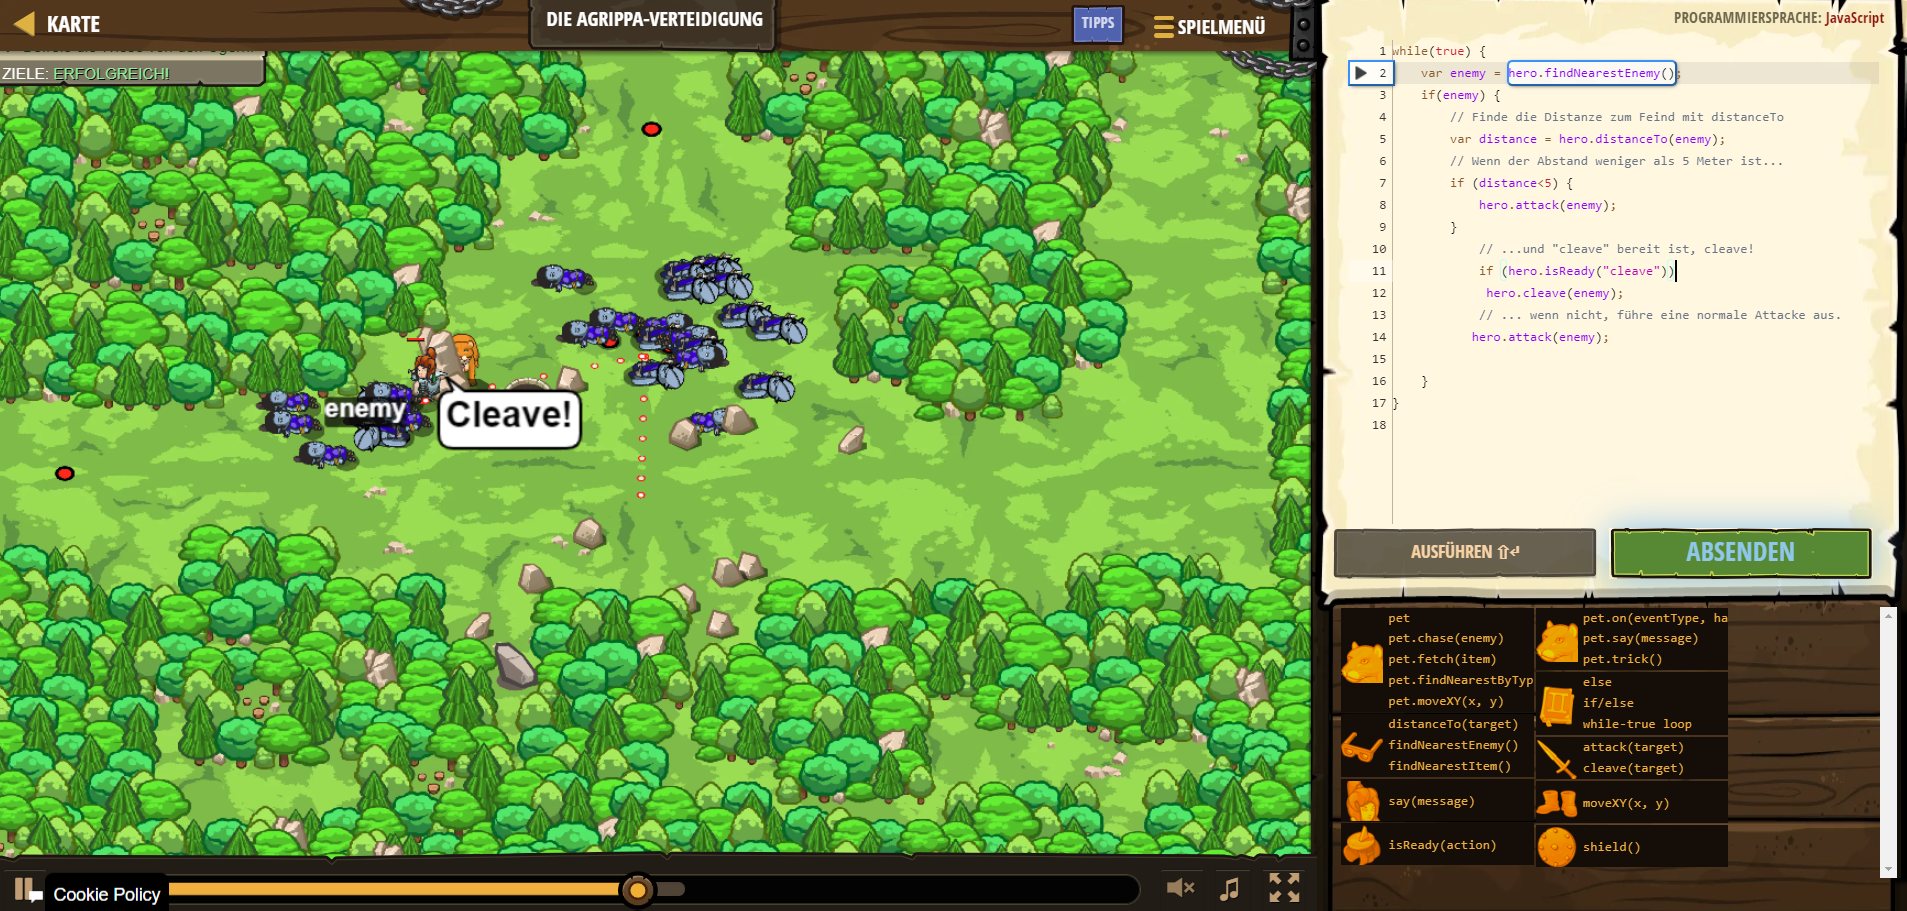 KARTE
DIE AGRIPPA-VERTEIDIGUNG
TIPPS
SPIELMENÜ
ZIELE: ERFOLGREICH!
enemy
Cleave!
Cookie Policy
PROGRAMMIERSPRACHE: JavaScript
1 while(true) {
2 var enemy = hero.findNearestEnemy();
3 if(enemy) {
4 // Finde die Distanze zum Feind mit distanceTo
5 var distance = hero.distanceTo(enemy);
6 // Wenn der Abstand weniger als 5 Meter ist...
7 if (distance<5) {
8 hero.attack(enemy);
9 }
10 // ...und "cleave" bereit ist, cleave!
11 if (hero.isReady("cleave"))
12 hero.cleave(enemy);
13 // ... wenn nicht, führe eine normale Attacke aus.
14 hero.attack(enemy);
15
16 }
17 }
18
AUSFÜHREN ⇧↵
ABSENDEN
pet
pet.chase(enemy)
pet.fetch(item)
pet.findNearestByTyp
pet.moveXY(x, y)
distanceTo(target)
findNearestEnemy()
findNearestItem()
say(message)
isReady(action)
pet.on(eventType, ha
pet.say(message)
pet.trick()
else
if/else
while-true loop
attack(target)
cleave(target)
moveXY(x, y)
shield()